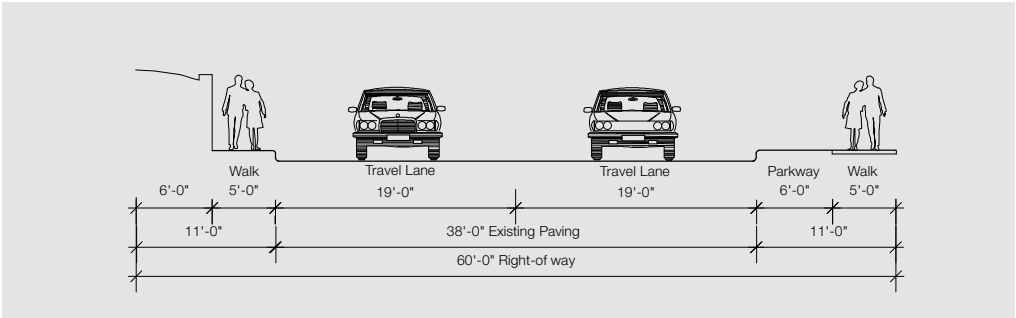 Walk
Travel Lane
Travel Lane
Parkway
Walk
6'-0"
5'-0"
19'-0"
19'-0"
6'-0"
5'-0"
11'-0"
38'-0" Existing Paving
11'-0"
60'-0" Right-of way